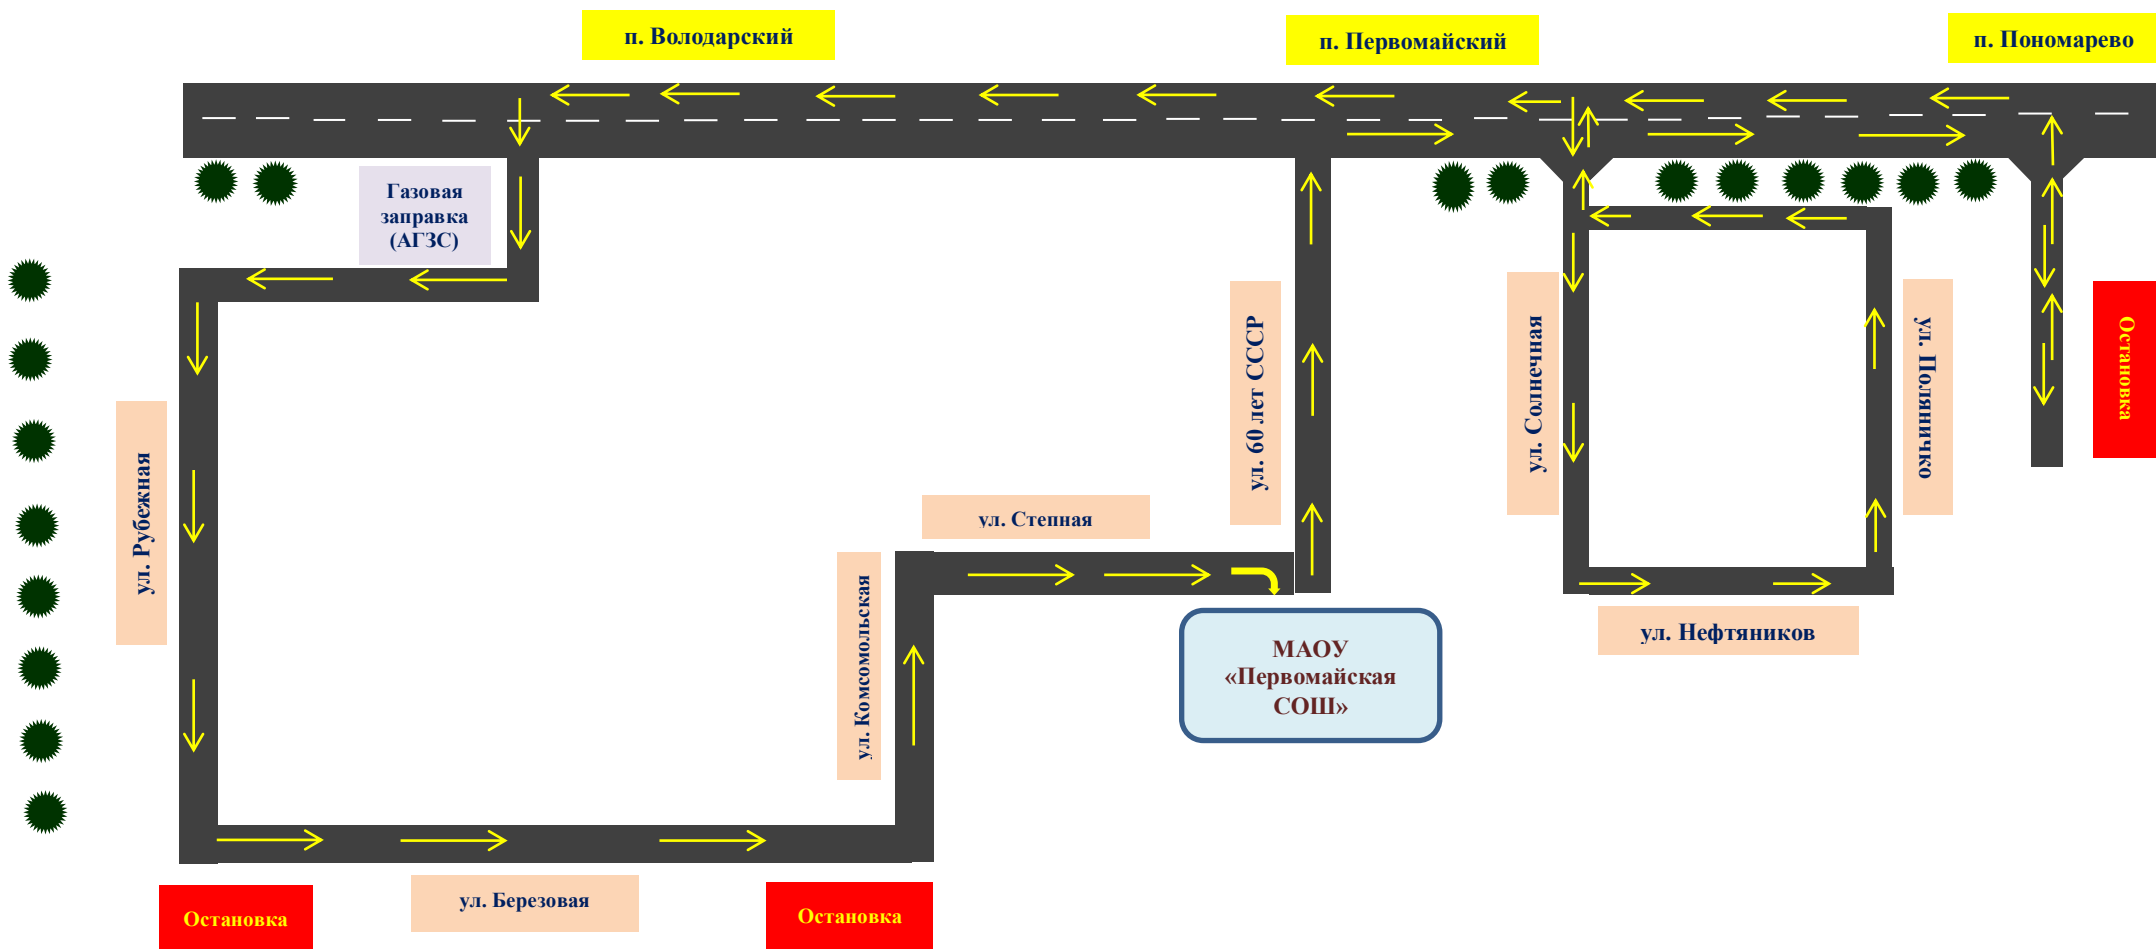 п. Володарский
п. Первомайский
п. Пономарево
Газовая
заправка
(АГЗС)
ул. Рубежная
ул. Степная
ул. Комсомольская
ул. 60 лет СССР
ул. Солнечная
ул. Поляничко
Остановка
МАОУ
«Первомайская
СОШ»
ул. Нефтяников
Остановка
ул. Березовая
Остановка